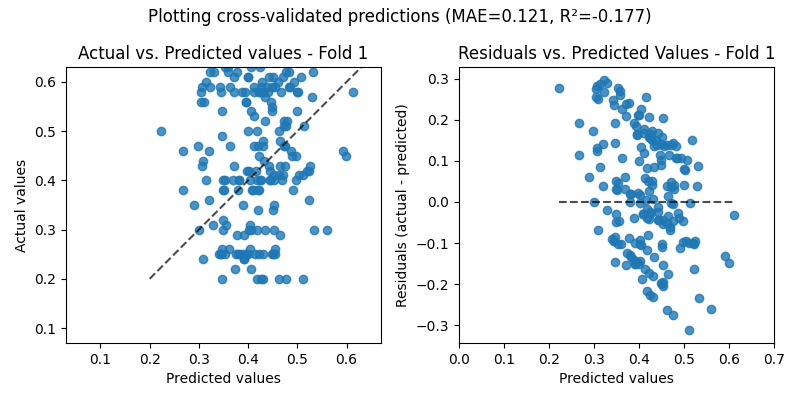 Plotting cross-validated predictions (MAE=0.121, R²=-0.177)
Actual vs. Predicted values - Fold 1
Actual values
0.6
0.5
0.4
0.3
0.2
0.1
0.1 0.2 0.3 0.4 0.5 0.6
Predicted values
Residuals vs. Predicted Values - Fold 1
Residuals (actual - predicted)
0.3
0.2
0.1
0.0
−0.1
−0.2
−0.3
0.0 0.1 0.2 0.3 0.4 0.5 0.6 0.7
Predicted values